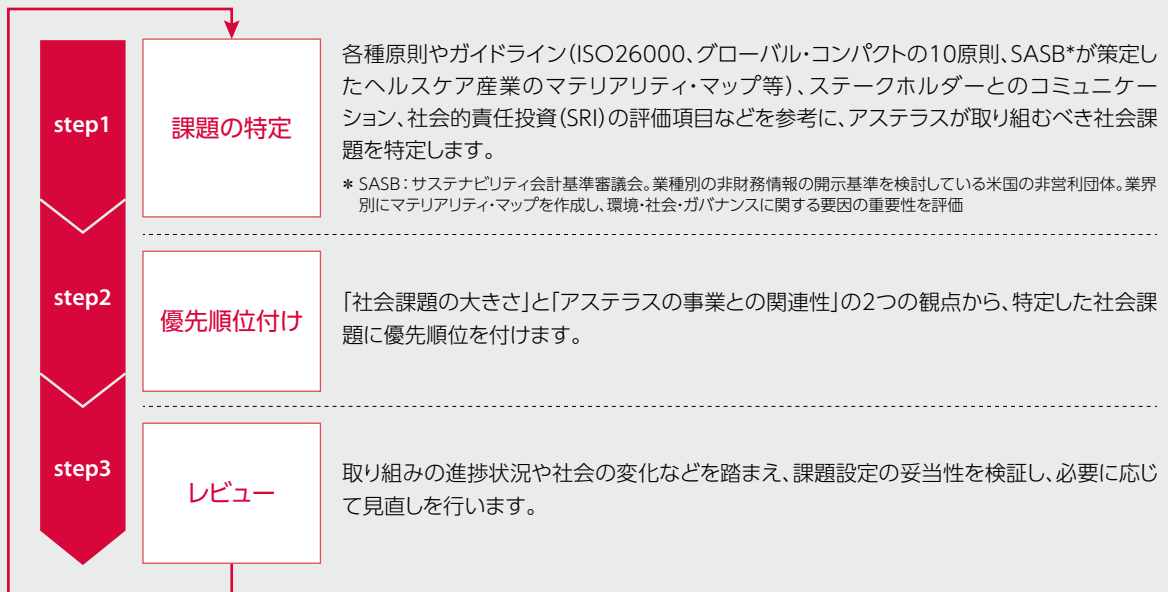 step1
課題の特定
各種原則やガイドライン(ISO26000、グローバル・コンパクトの10原則、SASB*が策定し
たヘルスケア産業のマテリアリティ・マップ等)、ステークホルダーとのコミュニケー
ション、社会的責任投資(SRI)の評価項目などを参考に、アステラスが取り組むべき社会課
題を特定します。
* SASB：サステナビリティ会計基準審議会。業種別の非財務情報の開示基準を検討している米国の非営利団体。業界
別にマテリアリティ・マップを作成し、環境・社会・ガバナンスに関する要因の重要性を評価
step2
優先順位付け
「社会課題の大きさ」と「アステラスの事業との関連性」の2つの観点から、特定した社会課
題に優先順位を付けます。
step3
レビュー
取り組みの進捗状況や社会の変化などを踏まえ、課題設定の妥当性を検証し、必要に応じ
て見直しを行います。